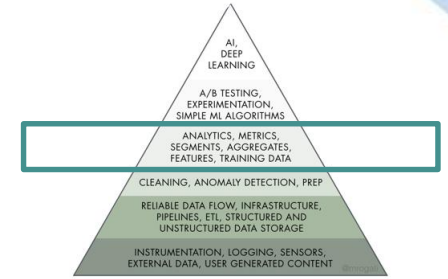 AI,
DEEP
LEARNING
A/B TESTING,
EXPERIMENTATION,
SIMPLE ML ALGORITHMS
ANALYTICS, METRICS,
SEGMENTS, AGGREGATES,
FEATURES, TRAINING DATA
CLEANING, ANOMALY DETECTION, PREP
RELIABLE DATA FLOW, INFRASTRUCTURE,
PIPELINES, ETL, STRUCTURED AND
UNSTRUCTURED DATA STORAGE
INSTRUMENTATION, LOGGING, SENSORS,
EXTERNAL DATA, USER GENERATED CONTENT